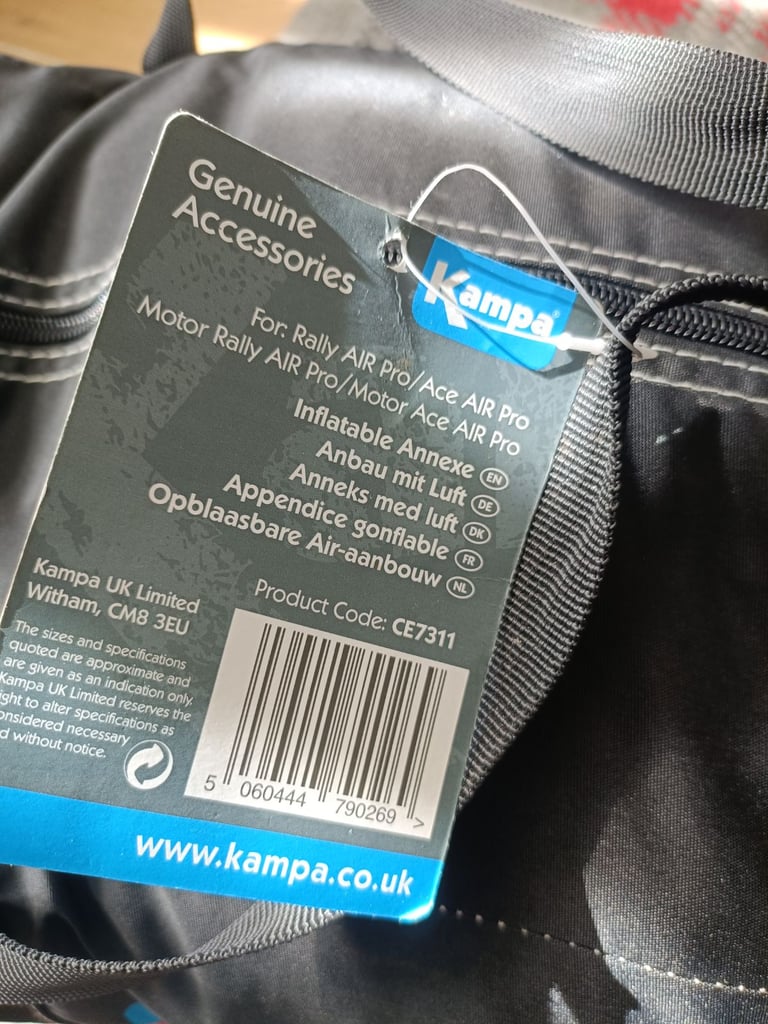 Genuine
Accessories
Kampa®
For: Rally AIR Pro/Ace AIR Pro
Motor Rally AIR Pro/Motor Ace AIR Pro
Inflatable Annexe EN
Anbau mit Luft DE
Anneks med luft DK
Appendice gonflable FR
Opblaasbare Air-aanbouw NL
Kampa UK Limited
Witham, CM8 3EU
Product Code: CE7311
The sizes and specifications
quoted are approximate and
are given as an indication only.
Kampa UK Limited reserves the
ight to alter specifications as
onsidered necessary
d without notice.
5 060444 790269 >
www.kampa.co.uk